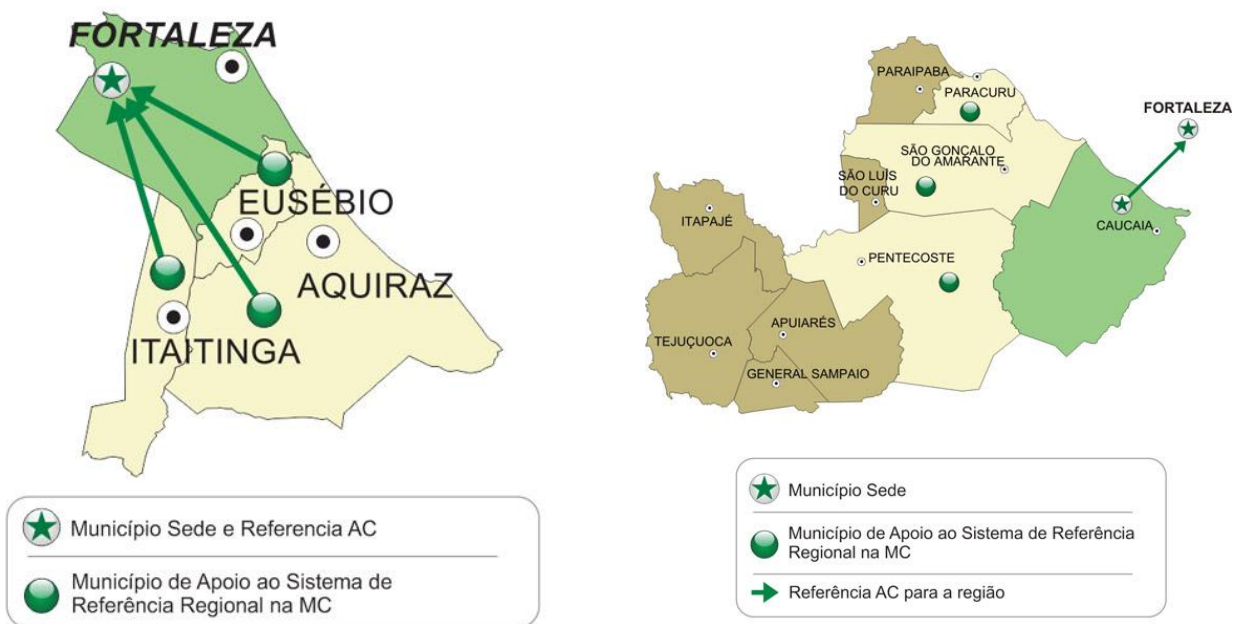 FORTALEZA
EUSÉBIO
AQUIRAZ
ITAITINGA
Município Sede e Referencia AC
Município de Apoio ao Sistema de
Referência Regional na MC
PARAIPABA
PARACURU
FORTALEZA
SÃO GONÇALO
DO AMARANTE
SÃO LUÍS
DO CURU
ITAPAJÉ
CAUCAIA
PENTECOSTE
APUIARÉS
TEJUÇUOCA
GENERAL SAMPAIO
Município Sede
Município de Apoio ao Sistema de Referência
Regional na MC
Referência AC para a região